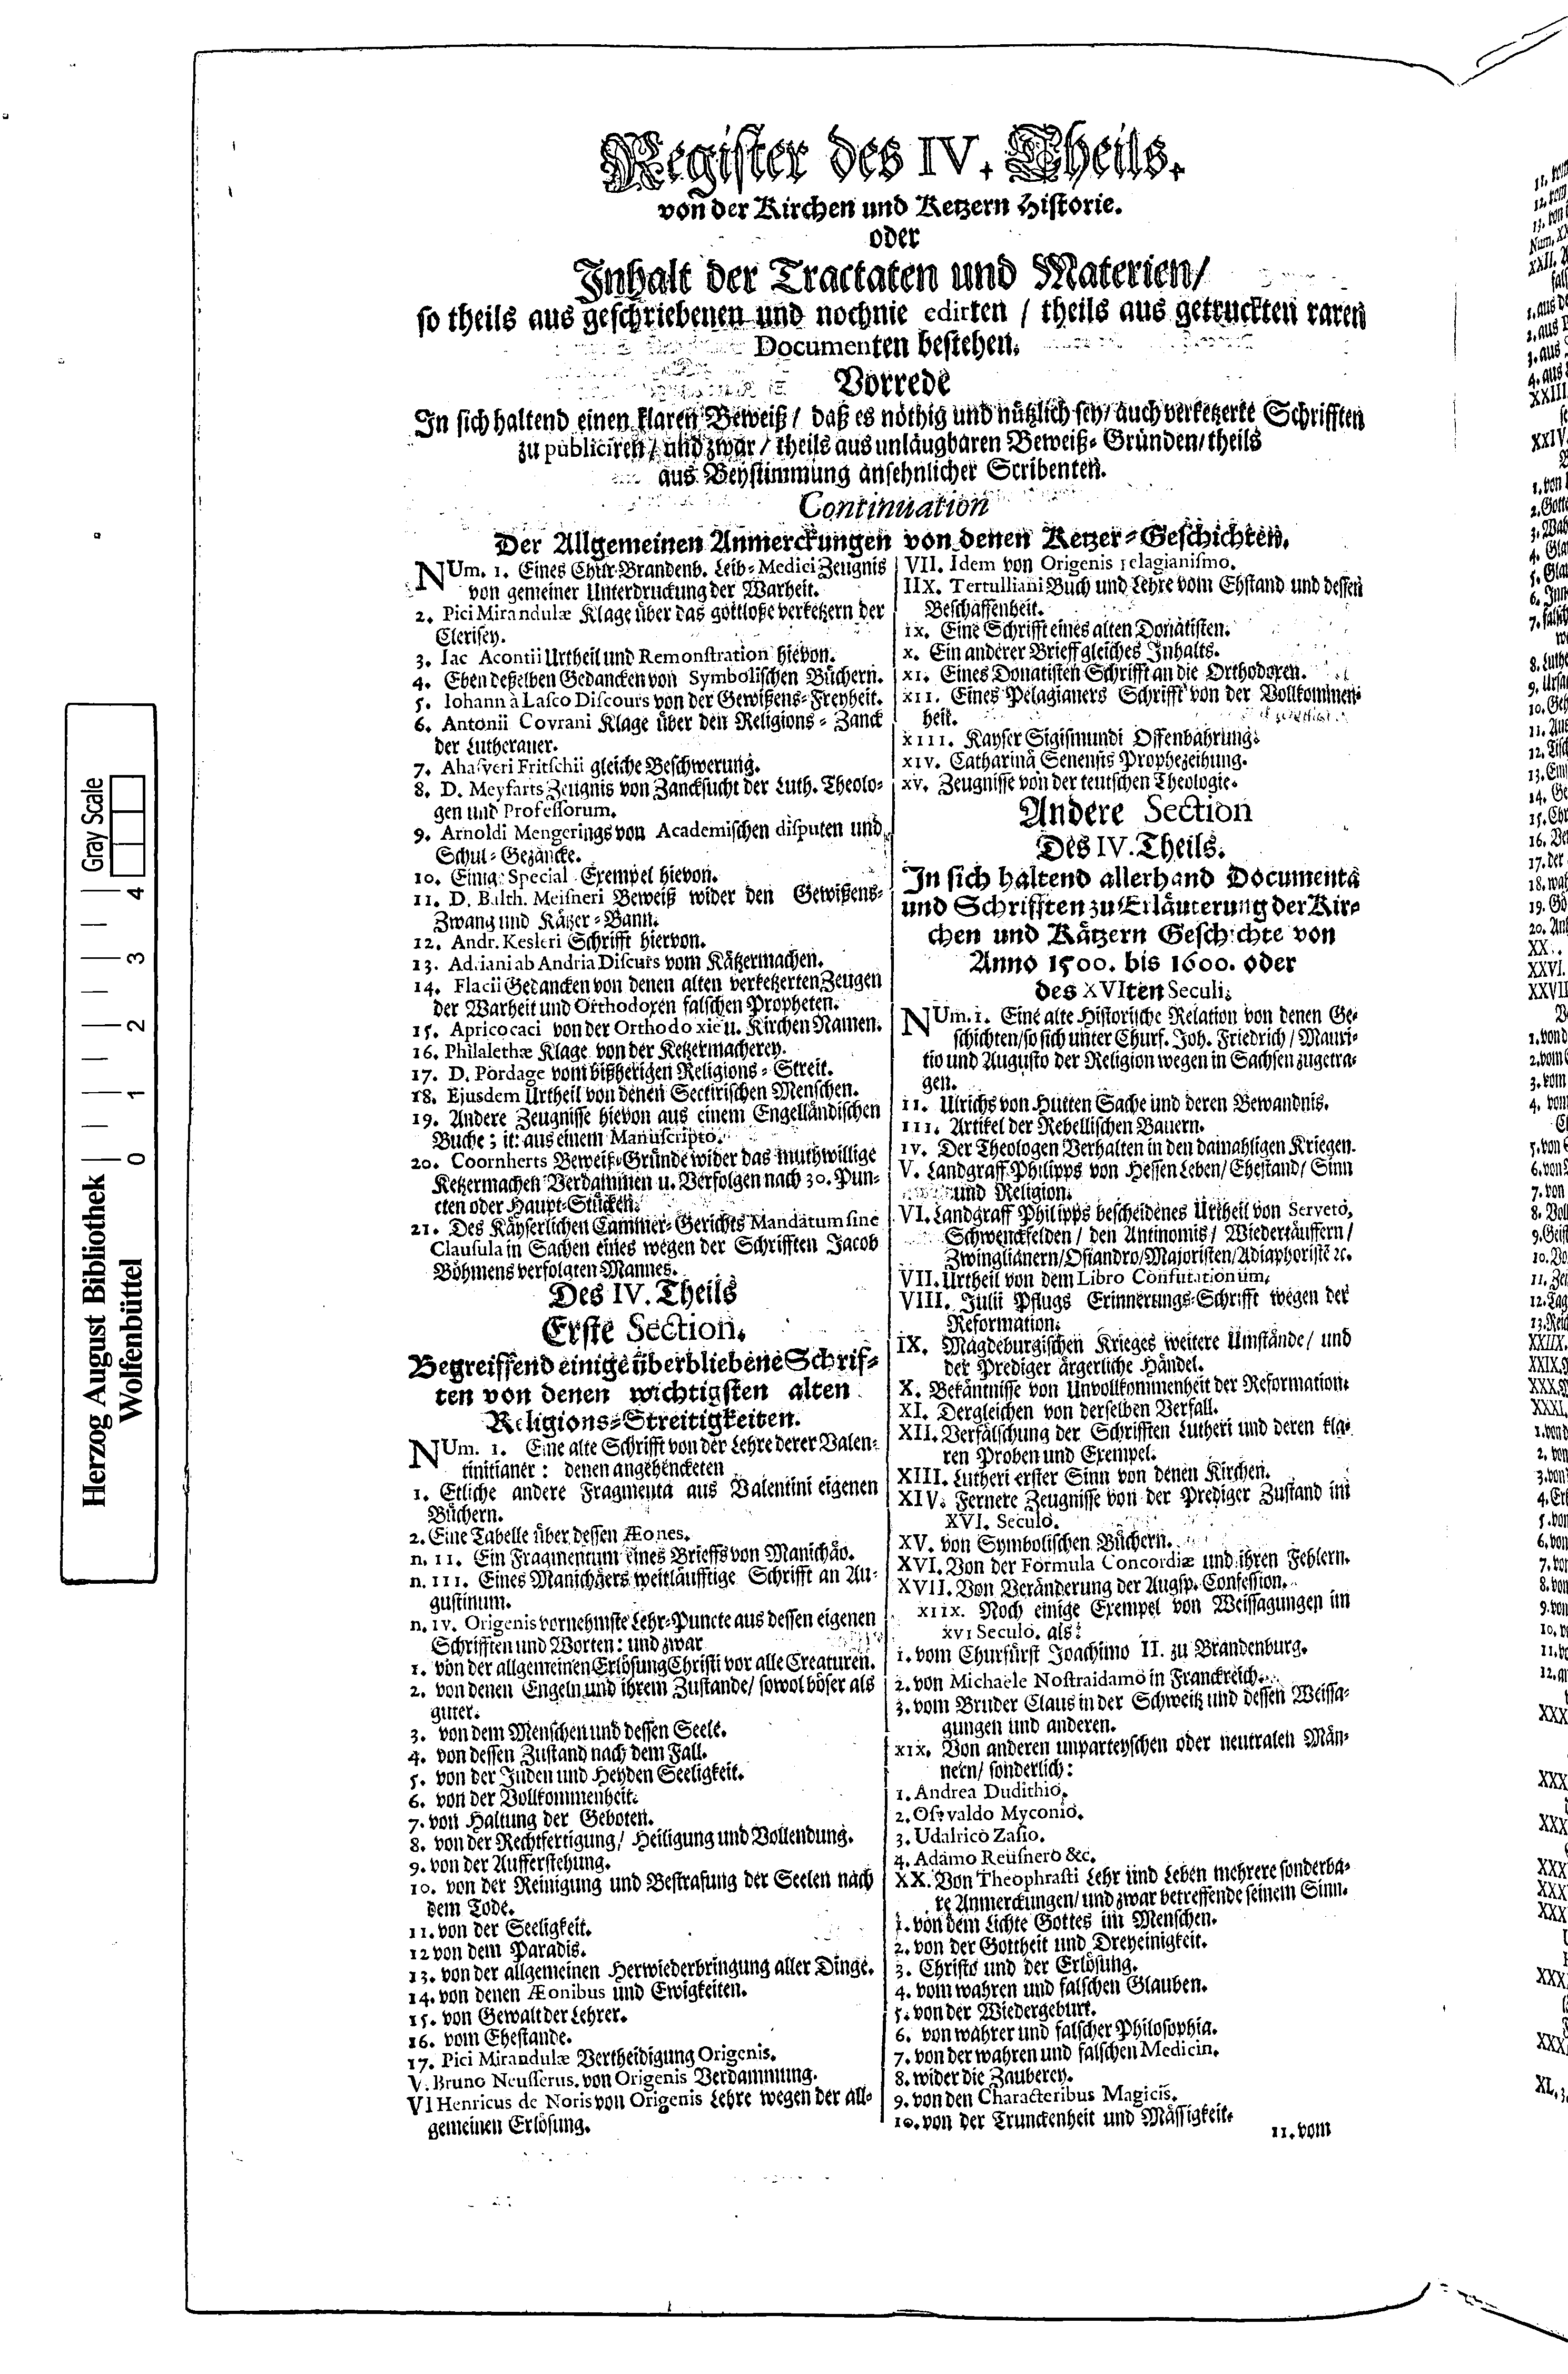 Register des IV. Theils.
von der Kirchen und Ketzern Historie.
oder
Inhalt der Tractaten und Materien/
so theils aus geschriebenen und nochnie edirten / theils aus getruckten raren
Documenten bestehen.
Vorrede
In sich haltend einen klaren Beweiß / daß es nöthig und nützlich sey/ auch verketzerte Schrifften
zu publiciren / und zwar / theils aus unläugbaren Beweiß-Gründen/ theils
aus Beystimmung ansehnlicher Scribenten.
Continuation
Der Allgemeinen Anmerckungen von denen Ketzer-Geschichten.
NUm. 1. Eines Chur-Brandenb. Leib-Medici Zeugnis
von gemeiner Unterdruckung der Warheit.
2. Pici Mirandulæ Klage über das gottloße verketzern der
Clerisey.
3. Iac Acontii Urtheil und Remonstration hievon.
4. Eben deßelben Gedancken von Symbolischen Büchern.
5. Iohann à Lasco Discours von der Gewißens-Freyheit.
6. Antonii Covrani Klage über den Religions-Zanck
der Lutheraner.
7. Ahasveri Fritschii gleiche Beschwerung.
8. D. Meyfarts Zeugnis von Zancksucht der Luth. Theolo-
gen und Professorum.
9. Arnoldi Mengerings von Academischen disputen und
Schul-Gezäncke.
10. Einig. Special-Exempel hievon.
11. D. Balth. Meisneri Beweiß wider den Gewißens-
Zwang und Kätzer-Bann.
12. Andr. Kesleri Schrifft hiervon.
13. Adriani ab Andria Discurs vom Kätzermachen.
14. Flacii Gedancken von denen alten verketzerten Zeugen
der Warheit und Orthodoxen falschen Propheten.
15. Apricocaci von der Orthodoxie u. Kirchen Namen.
16. Philalethæ Klage von der Ketzermacherey.
17. D. Pordage vom bißherigen Religions-Streit.
18. Ejusdem Urtheil von denen Sectirischen Menschen.
19. Andere Zeugnisse hievon aus einem Engelländischen
Buche; it: aus einem Manuscripto.
20. Coornherts Beweiß-Gründe wider das muthwillige
Ketzermachen Verdammen u. Verfolgen nach 30. Pun-
cten oder Haupt-Stücken.
21. Des Käyserlichen Cammer-Gerichts Mandatum sine
Clausula in Sachen eines wegen der Schrifften Jacob
Böhmens verfolgten Mannes.
Des IV. Theils
Erste Section.
Begreiffend einige überbliebene Schrif-
ten von denen wichtigsten alten
Religions-Streitigkeiten.
NUm. 1. Eine alte Schrifft von der Lehre derer Valen-
tinitianer: denen angehencketen
1. Etliche andere Fragmenta aus Valentini eigenen
Büchern.
2. Eine Tabelle über dessen Æones.
n. II. Ein Fragmentum eines Brieffs von Manichäo.
n. III. Eines Manichäers weitläufftige Schrifft an Au-
gustinum.
n. IV. Origenis vornehmste Lehr-Puncte aus dessen eigenen
Schrifften und Worten: und zwar
1. von der allgemeinen Erlösung Christi vor alle Creaturen.
2. von denen Engeln und ihrem Zustande/ sowol böser als
guter.
3. von dem Menschen und dessen Seele.
4. von dessen Zustand nach dem Fall.
5. von der Juden und Heyden Seeligkeit.
6. von der Vollkommenheit.
7. von Haltung der Geboten.
8. von der Rechtfertigung/ Heiligung und Vollendung.
9. von der Aufferstehung.
10. von der Reinigung und Bestrafung der Seelen nach
dem Tode.
11. von der Seeligkeit.
12 von dem Paradis.
13. von der allgemeinen Herwiederbringung aller Dinge.
14. von denen Æonibus und Ewigkeiten.
15. von Gewalt der Lehrer.
16. vom Ehestande.
17. Pici Mirandulæ Vertheidigung Origenis.
V. Bruno Neusserus. von Origenis Verdammung.
VI Henricus de Noris von Origenis Lehre wegen der all-
gemeinen Erlösung.
VII. Idem von Origenis pelagianismo.
IIX. Tertulliani Buch und Lehre vom Ehstand und dessen
Beschaffenheit.
IX. Eine Schrifft eines alten Donatisten.
X. Ein anderer Brieff gleiches Inhalts.
XI. Eines Donatisten Schrifft an die Orthodoxen.
XII. Eines Pelagianers Schrifft von der Vollkommen-
heit.
XIII. Kayser Sigismundi Offenbahrung.
XIV. Catharinä Senensis Prophezeihung.
XV. Zeugnisse von der teutschen Theologie.
Andere Section
Des IV. Theils.
In sich haltend allerhand Documenta
und Schrifften zu Erläuterung der Kir-
chen und Kätzern Geschichte von
Anno 1500. bis 1600. oder
des XVIten Seculi.
NUm. 1. Eine alte Historische Relation von denen Ge-
schichten/ so sich unter Churf. Joh. Friedrich/ Mauri-
tio und Augusto der Religion wegen in Sachsen zugetra-
gen.
II. Ulrichs von Hutten Sache und deren Bewandnis.
III. Artikel der Rebellischen Bauern.
IV. Der Theologen Verhalten in den damahligen Kriegen.
V. Landgraff Philipps von Hessen Leben/ Ehestand/ Sinn
und Religion.
VI. Landgraff Philipps bescheidenes Urtheil von Serveto,
Schwenckfelden/ den Antinomis/ Wiedertäuffern/
Zwinglianern/ Osiandro/ Majoristen/ Adiaphoristẽ ꝛc.
VII. Urtheil von dem Libro Confutationum.
VIII. Julii Pflugs Erinnerungs-Schrifft wegen der
Reformation.
IX. Magdeburgischen Krieges weitere Umstände/ und
der Prediger ärgerliche Händel.
X. Bekäntnisse von Unvollkommenheit der Reformation.
XI. Dergleichen von derselben Verfall.
XII. Verfälschung der Schrifften Lutheri und deren kla-
ren Proben und Exempel.
XIII. Lutheri erster Sinn von denen Kirchen.
XIV. Fernere Zeugnisse von der Prediger Zustand im
XVI. Seculo.
XV. von Symbolischen Büchern.
XVI. Von der Formula Concordiæ und ihren Fehlern.
XVII. Von Veränderung der Augsp. Confession.
XIIX. Noch einige Exempel von Weissagungen im
XVI Seculo. als:
1. vom Churfürst Joachimo II. zu Brandenburg.
2. von Michaele Nostraidamo in Franckreich.
3. vom Bruder Claus in der Schweitz und dessen Weissa-
gungen und anderen.
XIX. Von anderen unparteyschen oder neutralen Män-
nern/ sonderlich:
1. Andrea Dudithio.
2. Oswaldo Myconio.
3. Udalrico Zasio.
4. Adamo Reusnero &c.
XX. Von Theophrasti Lehr und Leben mehrere sonderba-
re Anmerckungen/ und zwar betreffende seinem Sinn.
1. von dem Lichte Gottes im Menschen.
2. von der Gottheit und Dreyeinigkeit.
3. Christo und der Erlösung.
4. vom wahren und falschen Glauben.
5. von der Wiedergeburt.
6. von wahrer und falscher Philosophia.
7. von der wahren und falschen Medicin.
8. wider die Zauberey.
9. von den Characteribus Magicis.
10. von der Trunckenheit und Mässigkeit.
11. vom
Herzog August Bibliothek
Wolfenbüttel
Gray Scale
0 1 2 3 4